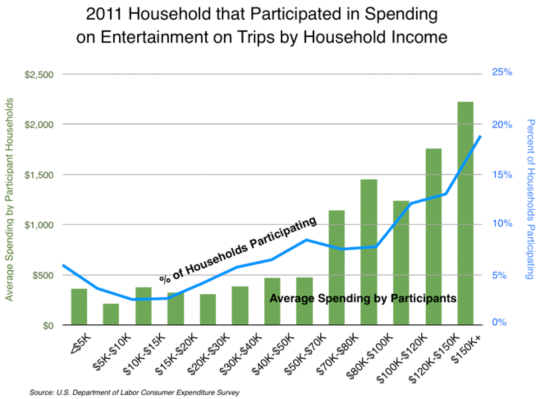 2011 Household that Participated in Spending
on Entertainment on Trips by Household Income
Average Spending by Participant Households
$2,500
$2,000
$1,500
$1,000
$500
$0
25%
20%
15%
10%
5%
0%
Percent of Households Participating
% of Households Participating
Average Spending by Participants
<$5K
$5K-$10K
$10K-$15K
$15K-$20K
$20K-$30K
$30K-$40K
$40K-$50K
$50K-$70K
$70K-$80K
$80K-$100K
$100K-$120K
$120K-$150K
$150K+
Source: U.S. Department of Labor Consumer Expenditure Survey